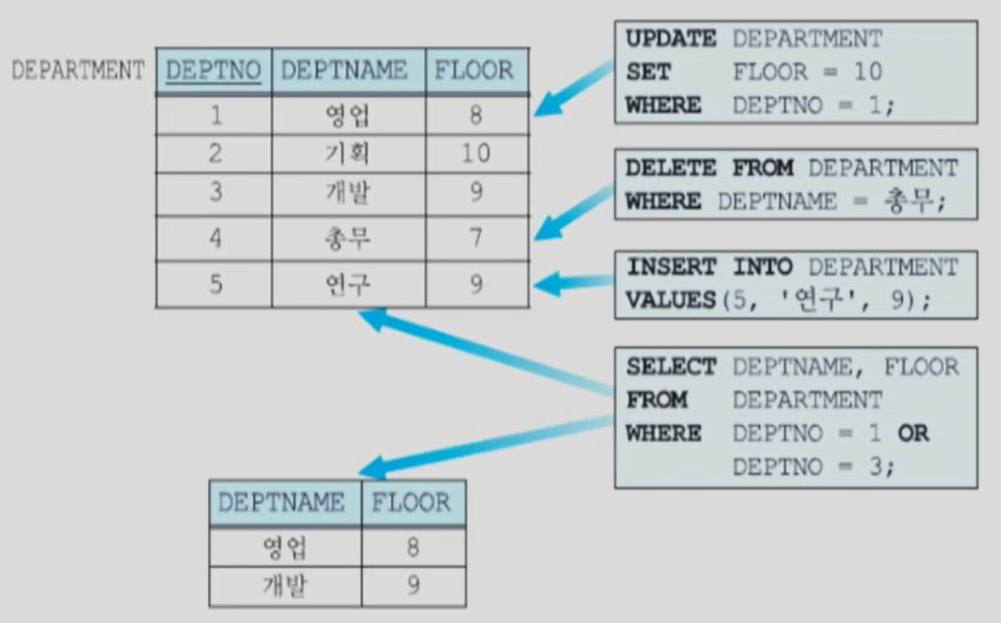 DEPARTMENT
DEPTNO DEPTNAME FLOOR
1 영업 8
2 기획 10
3 개발 9
4 총무 7
5 연구 9
UPDATE DEPARTMENT
SET FLOOR = 10
WHERE DEPTNO = 1;
DELETE FROM DEPARTMENT
WHERE DEPTNAME = 총무;
INSERT INTO DEPARTMENT
VALUES(5, '연구', 9);
SELECT DEPTNAME, FLOOR
FROM DEPARTMENT
WHERE DEPTNO = 1 OR
DEPTNO = 3;
DEPTNAME FLOOR
영업 8
개발 9